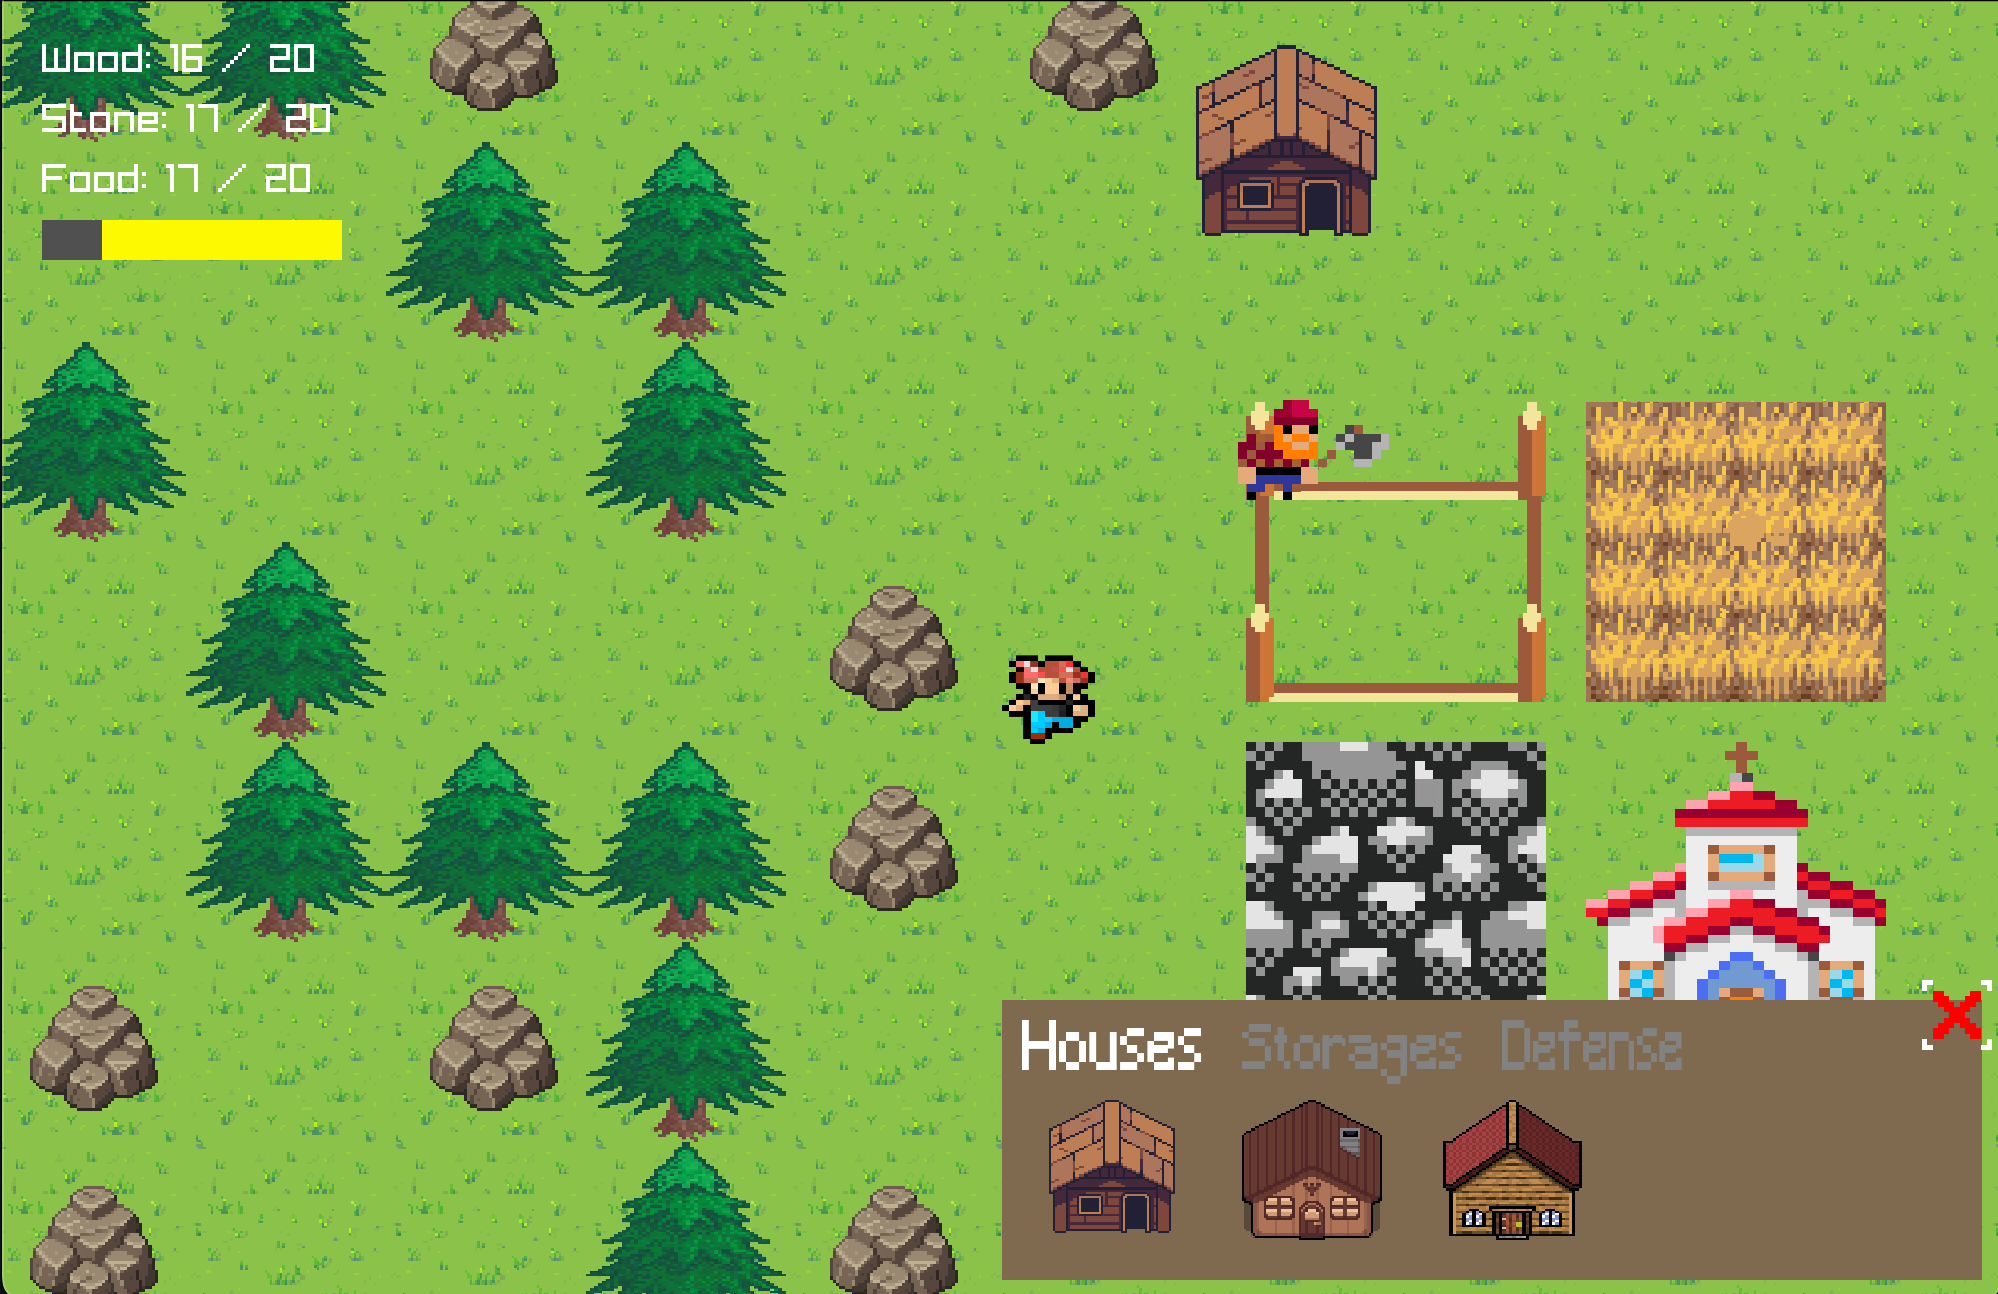 Wood: 16 / 20
Stone: 17 / 20
Food: 17 / 20
Houses Storages Defense